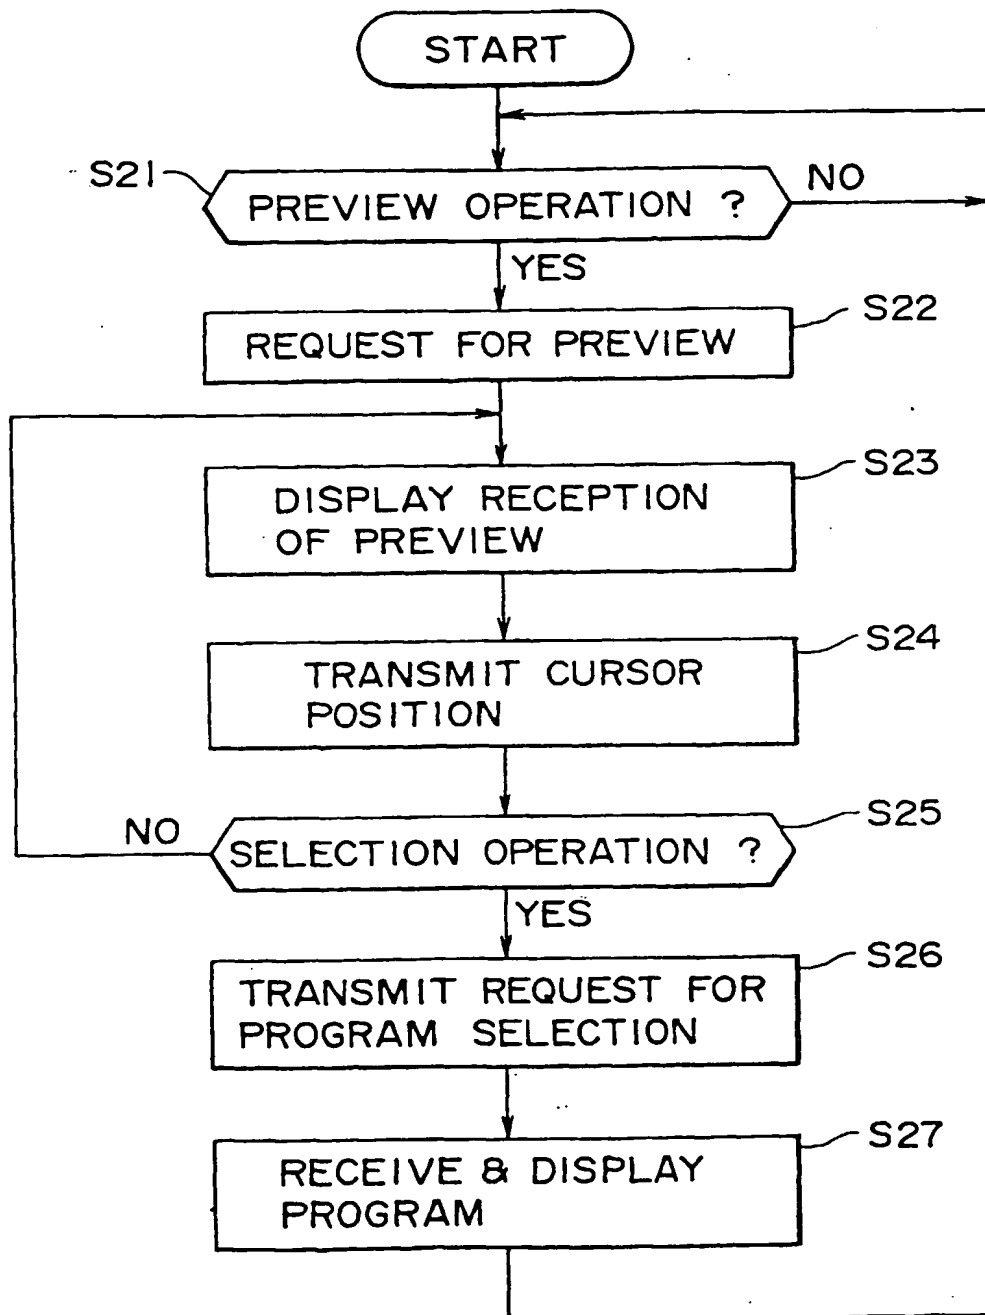 START
S21
PREVIEW OPERATION ?
NO
YES
S22
REQUEST FOR PREVIEW
S23
DISPLAY RECEPTION
OF PREVIEW
S24
TRANSMIT CURSOR
POSITION
S25
NO
SELECTION OPERATION ?
YES
S26
TRANSMIT REQUEST FOR
PROGRAM SELECTION
S27
RECEIVE & DISPLAY
PROGRAM